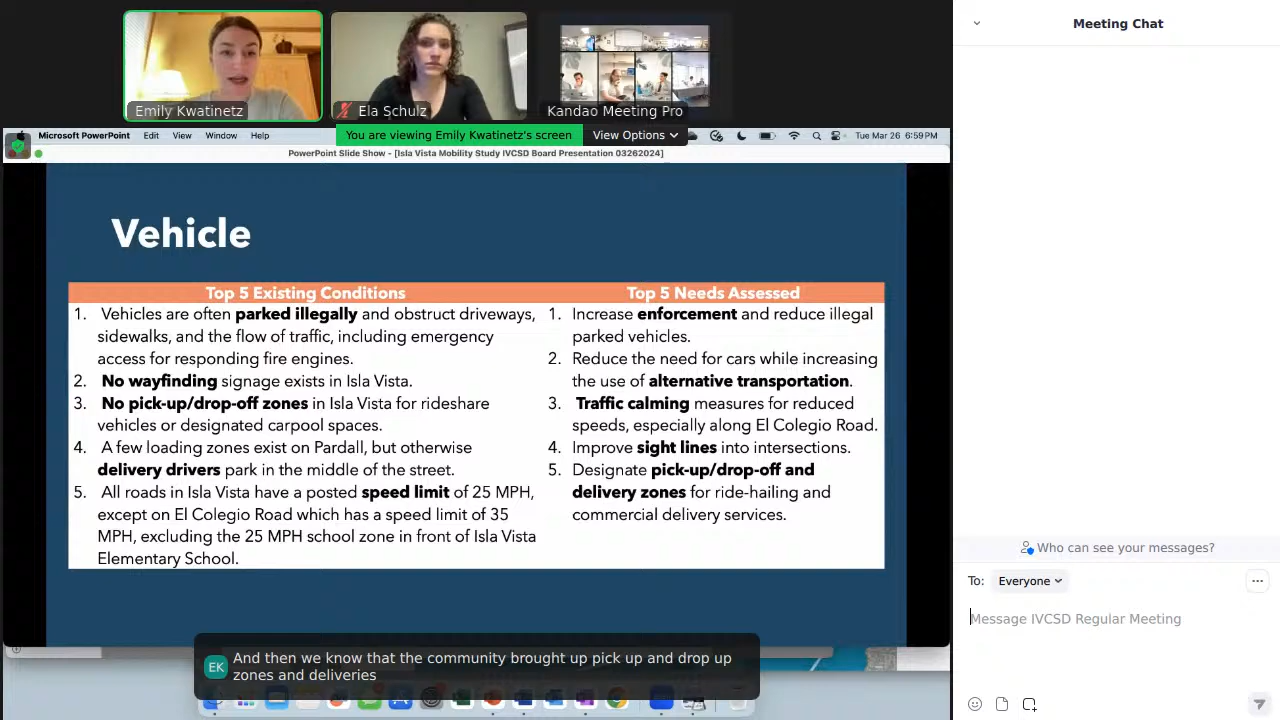 Emily Kwatinetz
Ela Schulz
Kandao Meeting Pro
Microsoft PowerPoint Edit View Window Help
You are viewing Emily Kwatinetz's screen
View Options
Tue Mar 26 6:59 PM
PowerPoint Slide Show - [Isla Vista Mobility Study IVCSD Board Presentation 03262024]
Vehicle
Top 5 Existing Conditions
1. Vehicles are often parked illegally and obstruct driveways,
sidewalks, and the flow of traffic, including emergency
access for responding fire engines.
2. No wayfinding signage exists in Isla Vista.
3. No pick-up/drop-off zones in Isla Vista for rideshare
vehicles or designated carpool spaces.
4. A few loading zones exist on Pardall, but otherwise
delivery drivers park in the middle of the street.
5. All roads in Isla Vista have a posted speed limit of 25 MPH,
except on El Colegio Road which has a speed limit of 35
MPH, excluding the 25 MPH school zone in front of Isla Vista
Elementary School.
Top 5 Needs Assessed
1. Increase enforcement and reduce illegal
parked vehicles.
2. Reduce the need for cars while increasing
the use of alternative transportation.
3. Traffic calming measures for reduced
speeds, especially along El Colegio Road.
4. Improve sight lines into intersections.
5. Designate pick-up/drop-off and
delivery zones for ride-hailing and
commercial delivery services.
EK
And then we know that the community brought up pick up and drop up
zones and deliveries
Meeting Chat
Who can see your messages?
To: Everyone
Message IVCSD Regular Meeting